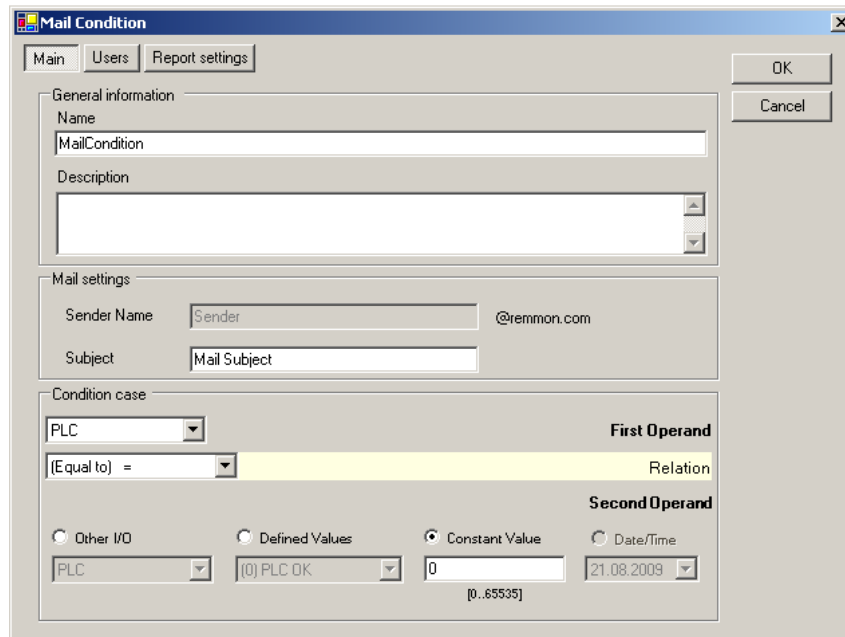 Mail Condition
Main Users Report settings
OK
Cancel
General information
Name
MailCondition
Description
Mail settings
Sender Name Sender @remmon.com
Subject Mail Subject
Condition case
PLC First Operand
(Equal to) = Relation
Second Operand
Other I/O Defined Values Constant Value Date/Time
PLC (0) PLC OK 0 21.08.2009
[0..65535]